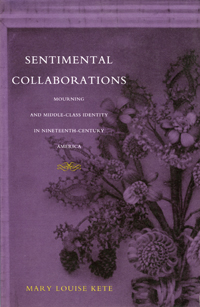 SENTIMENTAL
COLLABORATIONS
MOURNING
AND MIDDLE-CLASS IDENTITY
IN NINETEENTH-CENTURY
AMERICA
MARY LOUISE KETE